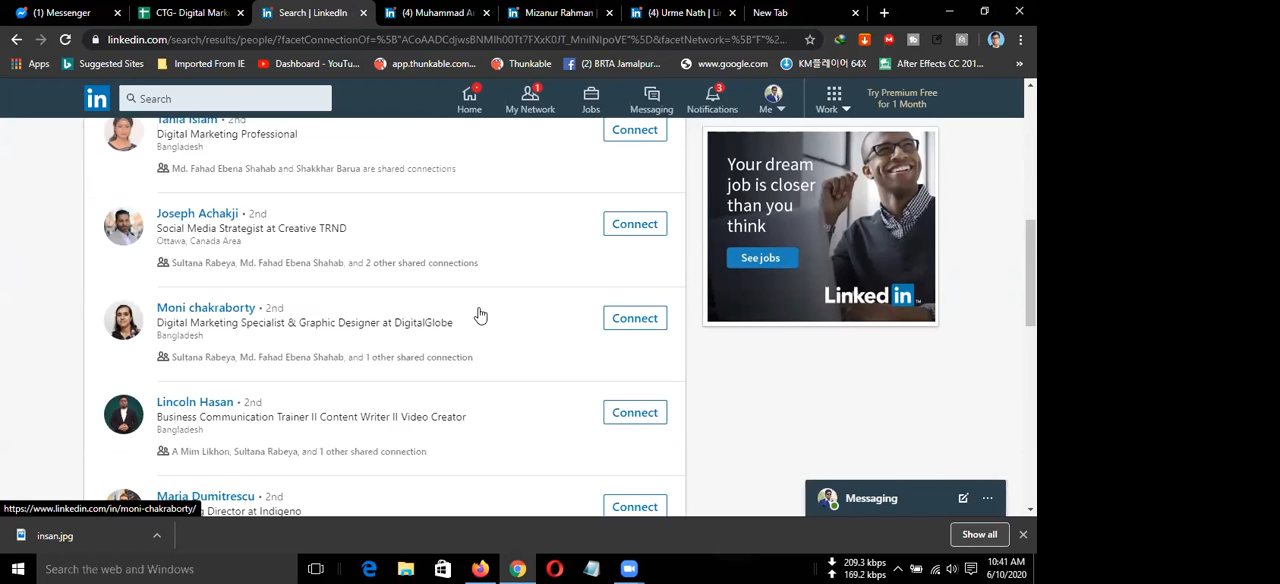 (1) Messenger
CTG- Digital Mark
Search | LinkedIn
(4) Muhammad A
Mizanur Rahman
(4) Urme Nath | Lin
New Tab
linkedin.com/search/results/people/?facetConnectionOf=%5B"ACoAADCdjwsBNMIh00Tt7FXxK0JT_MnilNIpoVE"%5D&facetNetwork=%5B"F"%2...
Apps
Suggested Sites
Imported From IE
Dashboard - YouTu...
app.thunkable.com...
Thunkable
(2) BRTA Jamalpur...
www.google.com
KM플레이어 64X
After Effects CC 201...
»
in
Search
Home
1
My Network
Jobs
Messaging
3
Notifications
Me
Work
Try Premium Free
for 1 Month
Tania Islam • 2nd
Digital Marketing Professional
Bangladesh
Md. Fahad Ebena Shahab and Shakkhar Barua are shared connections
Connect
Joseph Achakji • 2nd
Social Media Strategist at Creative TRND
Ottawa, Canada Area
Sultana Rabeya, Md. Fahad Ebena Shahab, and 2 other shared connections
Connect
Moni chakraborty • 2nd
Digital Marketing Specialist & Graphic Designer at DigitalGlobe
Bangladesh
Sultana Rabeya, Md. Fahad Ebena Shahab, and 1 other shared connection
Connect
Lincoln Hasan • 2nd
Business Communication Trainer II Content Writer II Video Creator
Bangladesh
A Mim Likhon, Sultana Rabeya, and 1 other shared connection
Connect
Maria Dumitrescu • 2nd
Director at Indigeno
Connect
Your dream
job is closer
than you
think
See jobs
Linked in
Messaging
https://www.linkedin.com/in/moni-chakraborty/
insan.jpg
Show all
Search the web and Windows
209.3 kbps
169.2 kbps
10:41 AM
6/10/2020